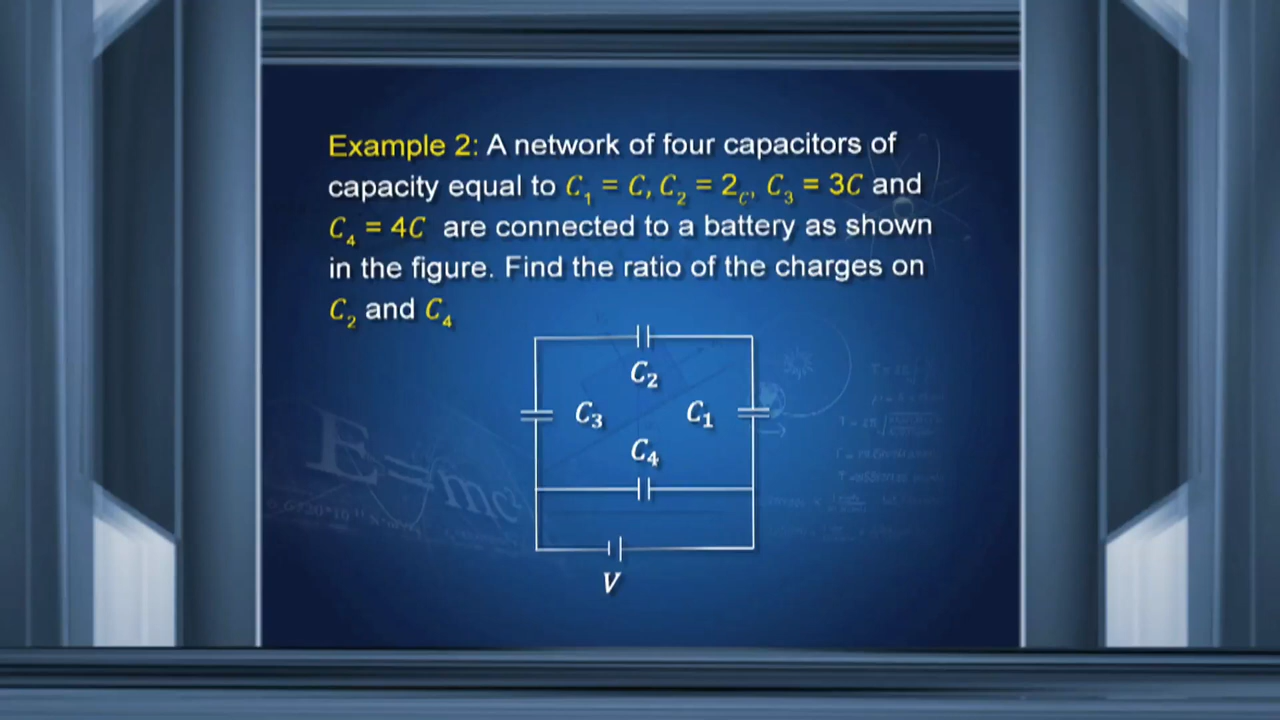 Example 2: A network of four capacitors of
capacity equal to C₁ = C, C₂ = 2C, C₃ = 3C and
C₄ = 4C are connected to a battery as shown
in the figure. Find the ratio of the charges on
C₂ and C₄
C₂
C₃ C₁
C₄
E=mc²
V